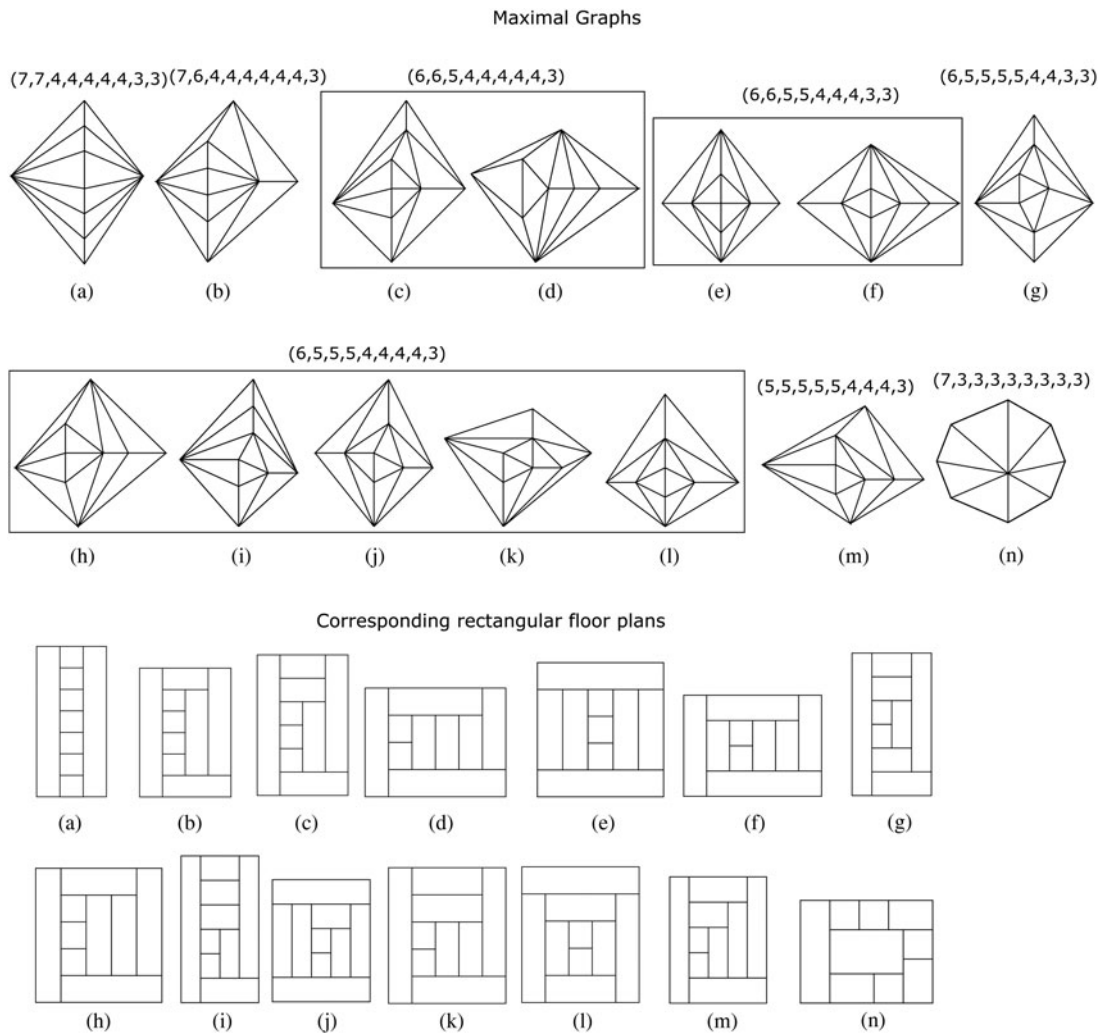 Maximal Graphs
(7,7,4,4,4,4,4,3,3) (7,6,4,4,4,4,4,4,3) (6,6,5,4,4,4,4,4,3) (6,6,5,5,4,4,4,3,3) (6,5,5,5,5,4,4,3,3)
(a) (b) (c) (d) (e) (f) (g)
(6,5,5,5,4,4,4,4,3) (5,5,5,5,5,4,4,4,3) (7,3,3,3,3,3,3,3,3)
(h) (i) (j) (k) (l) (m) (n)
Corresponding rectangular floor plans
(a) (b) (c) (d) (e) (f) (g)
(h) (i) (j) (k) (l) (m) (n)